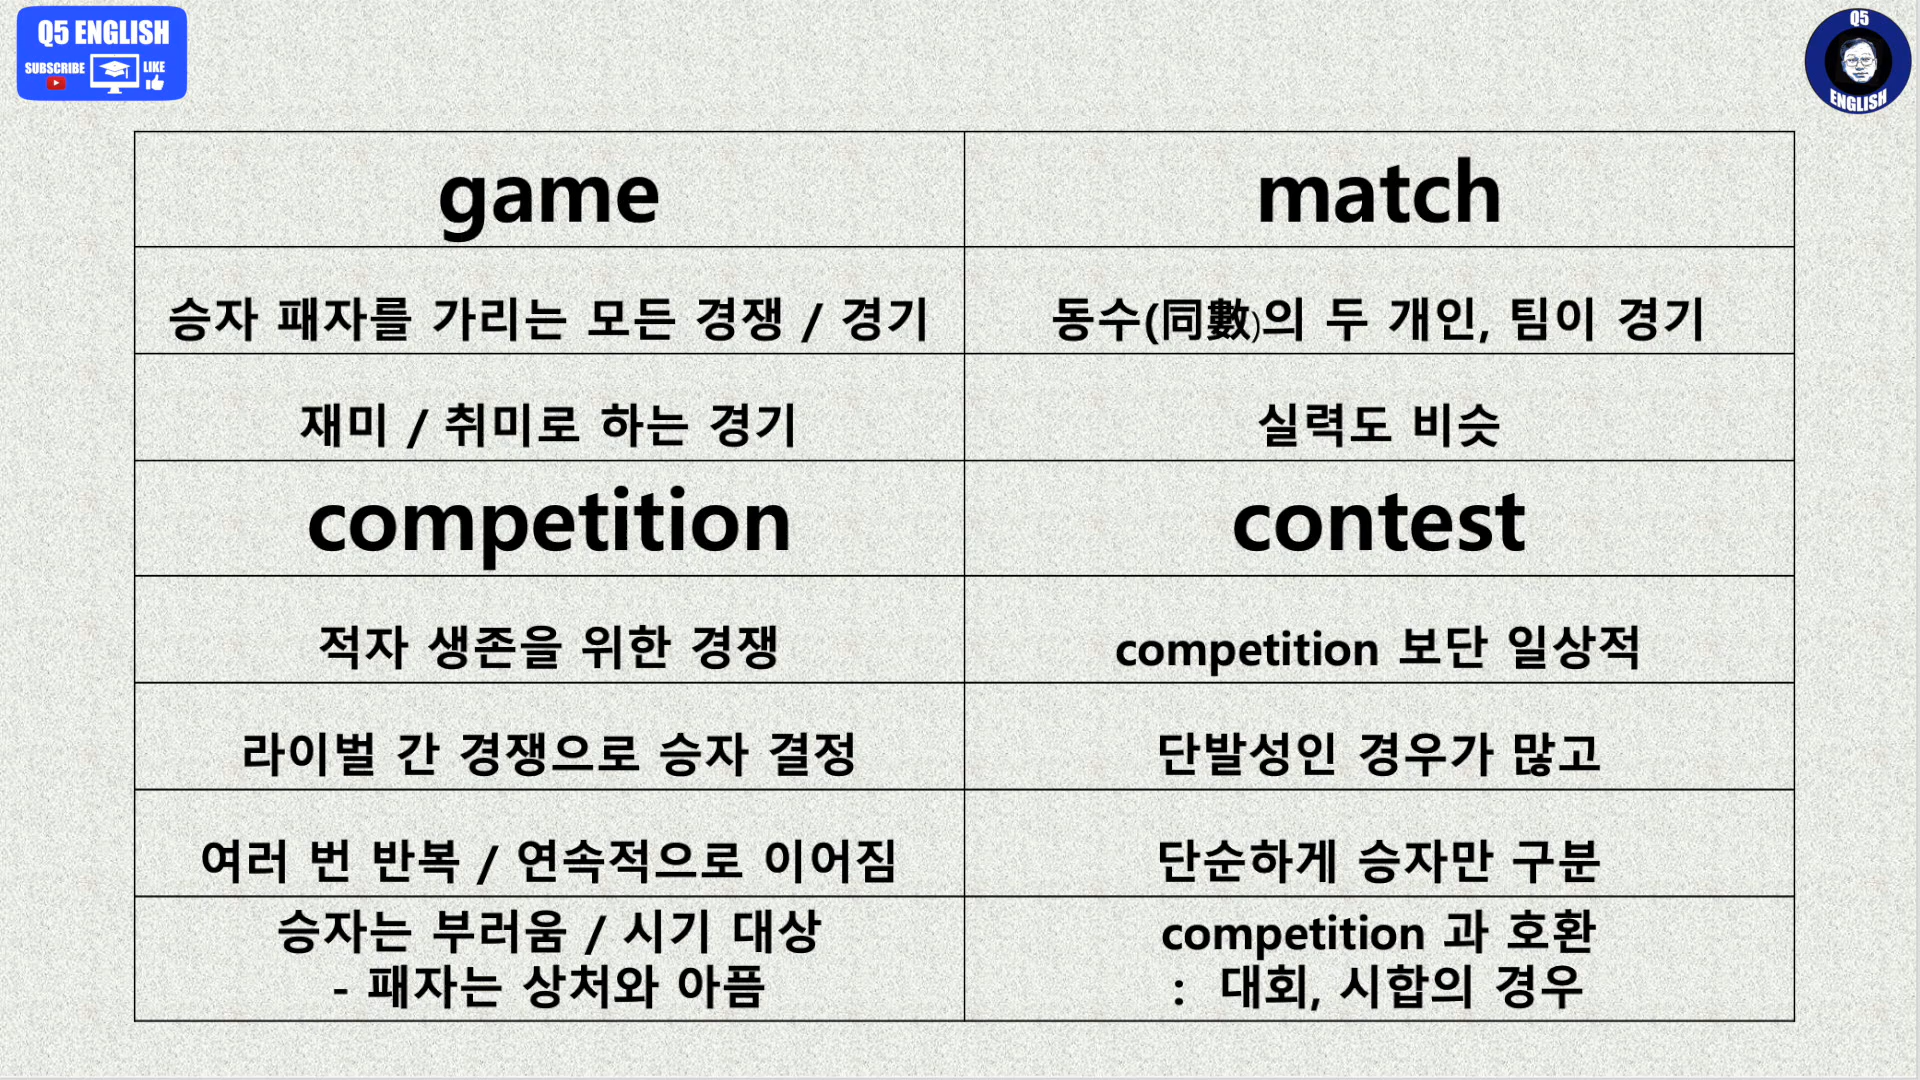 Q5 ENGLISH
SUBSCRIBE
LIKE
Q5
ENGLISH
game
match
승자 패자를 가리는 모든 경쟁 / 경기
동수(同數)의 두 개인, 팀이 경기
재미 / 취미로 하는 경기
실력도 비슷
competition
contest
적자 생존을 위한 경쟁
competition 보단 일상적
라이벌 간 경쟁으로 승자 결정
단발성인 경우가 많고
여러 번 반복 / 연속적으로 이어짐
단순하게 승자만 구분
승자는 부러움 / 시기 대상
- 패자는 상처와 아픔
competition 과 호환
: 대회, 시합의 경우